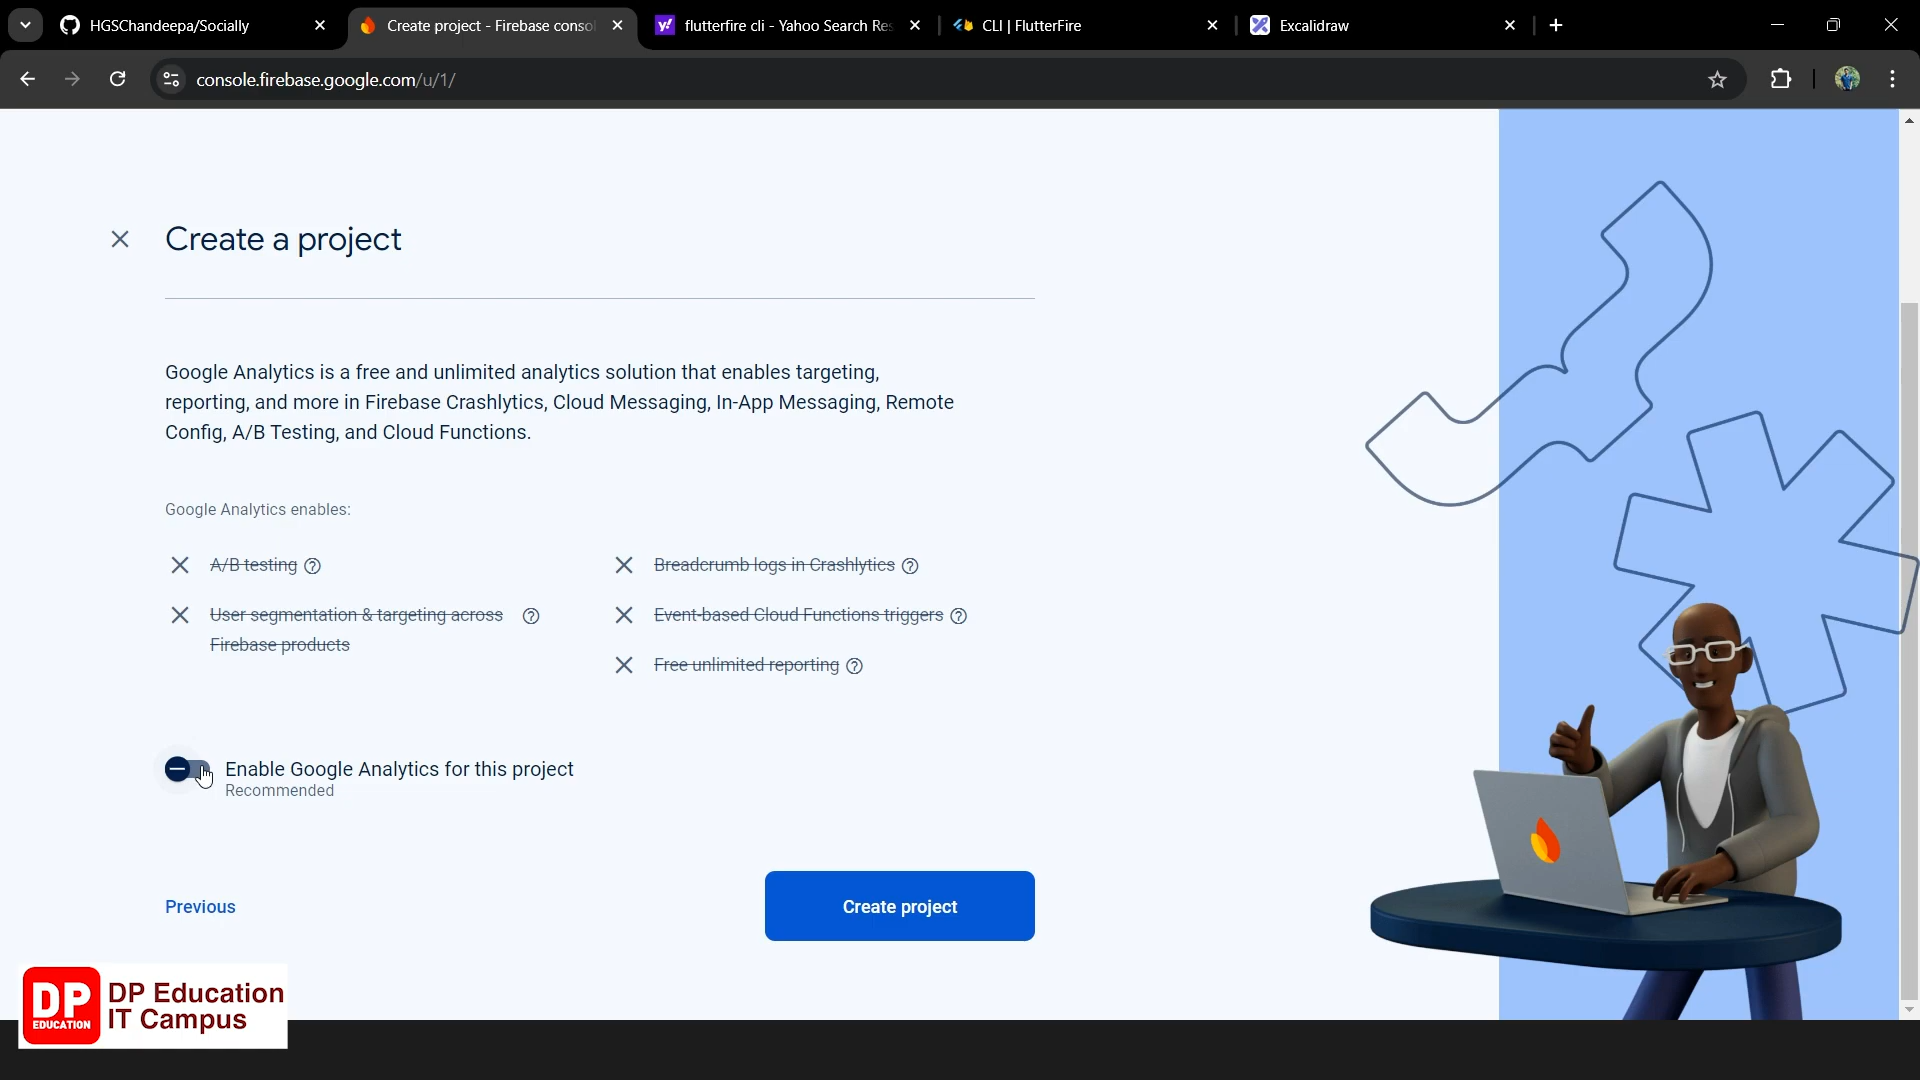 HGSChandeepa/Socially
Create project - Firebase conso
flutterfire cli - Yahoo Search Res
CLI | FlutterFire
Excalidraw
console.firebase.google.com/u/1/
Create a project
Google Analytics is a free and unlimited analytics solution that enables targeting,
reporting, and more in Firebase Crashlytics, Cloud Messaging, In-App Messaging, Remote
Config, A/B Testing, and Cloud Functions.
Google Analytics enables:
A/B testing
Breadcrumb logs in Crashlytics
User segmentation & targeting across
Firebase products
Event-based Cloud Functions triggers
Free unlimited reporting
Enable Google Analytics for this project
Recommended
Previous
Create project
DP
EDUCATION
DP Education
IT Campus